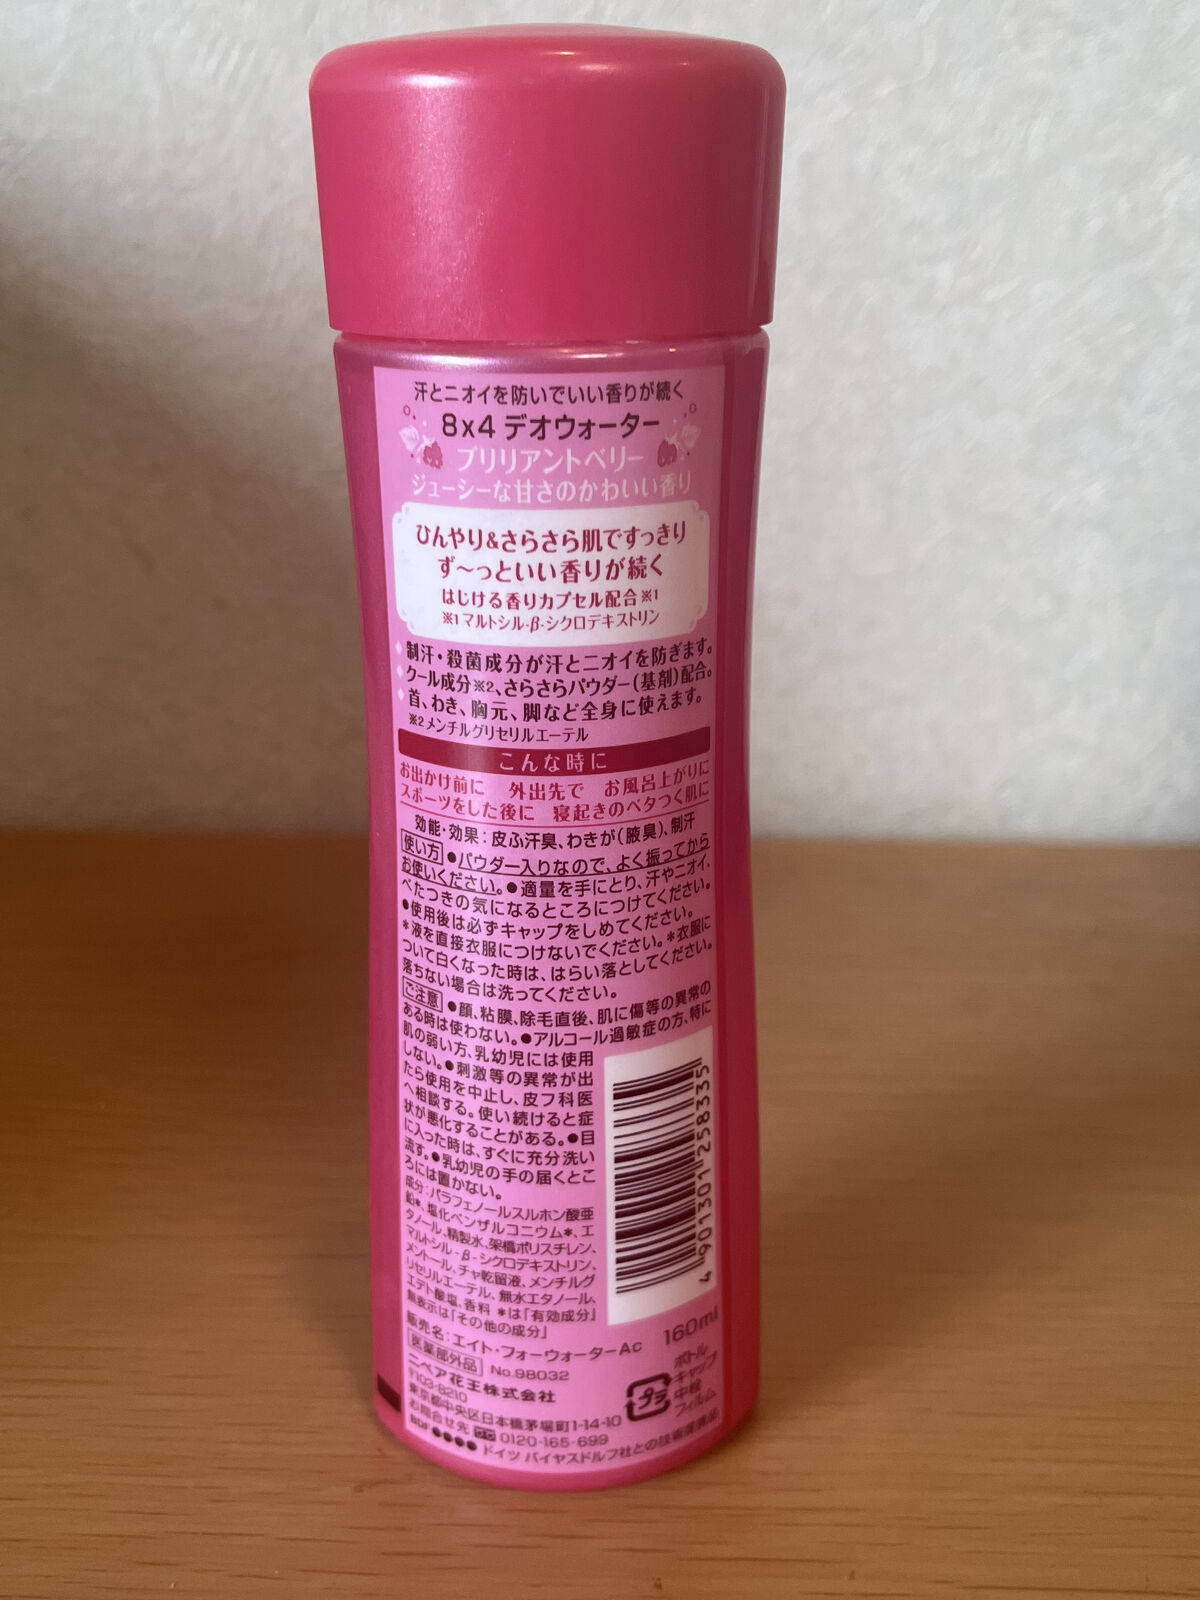 汗とニオイを防いでいい香りが続く
8x4 デオウォーター
ブリリアントベリー
ジューシーな甘さのかわいい香り
ひんやり&さらさら肌ですっきり
ず〜っといい香りが続く
はじける香りカプセル配合※1
※1マルトシル-β-シクロデキストリン
制汗・殺菌成分が汗とニオイを防ぎます。
クール成分※2、さらさらパウダー(基剤)配合。
首、わき、胸元、脚など全身に使えます。
※2メンチルグリセリルエーテル
こんな時に
お出かけ前に 外出先で お風呂上がりに
スポーツをした後に 寝起きのベタつく肌に
効能・効果:皮ふ汗臭、わきが(腋臭)、制汗
使い方 ●パウダー入りなので、よく振ってから
お使いください。●適量を手にとり、汗やニオイ、
べたつきの気になるところにつけてください。
●使用後は必ずキャップをしめてください。
*液を直接衣服につけないでください。*衣服に
ついて白くなった時は、はらい落としてください。
落ちない場合は洗ってください。
ご注意 ●顔、粘膜、除毛直後、肌に傷等の異常の
ある時は使わない。●アルコール過敏症の方、特に
肌の弱い方、乳幼児には使用
しない。●刺激等の異常が出
たら使用を中止し、皮フ科医
へ相談する。使い続けると症
状が悪化することがある。●目
に入った時は、すぐに充分洗い
流す。●乳幼児の手の届くとこ
ろには置かない。
成分:パラフェノールスルホン酸亜
鉛*、塩化ベンザルコニウム*、エ
タノール、精製水、架橋ポリスチレン、
マルトシル-β-シクロデキストリン、
メントール、チャ乾留液、メンチルグ
リセリルエーテル、無水エタノール、
エデト酸塩、香料 *は「有効成分」
無表示は「その他の成分」
4 901301 258335
160ml
販売名:エイト・フォーウォーターAc
医薬部外品 No.98032
ニベア花王株式会社
〒103-8210
東京都中央区日本橋茅場町1-14-10
お問合せ先 0120-165-699
BDF ●●●● ドイツ バイヤスドルフ社との技術提携品
プラ
ボトル
キャップ
中栓
フィルム